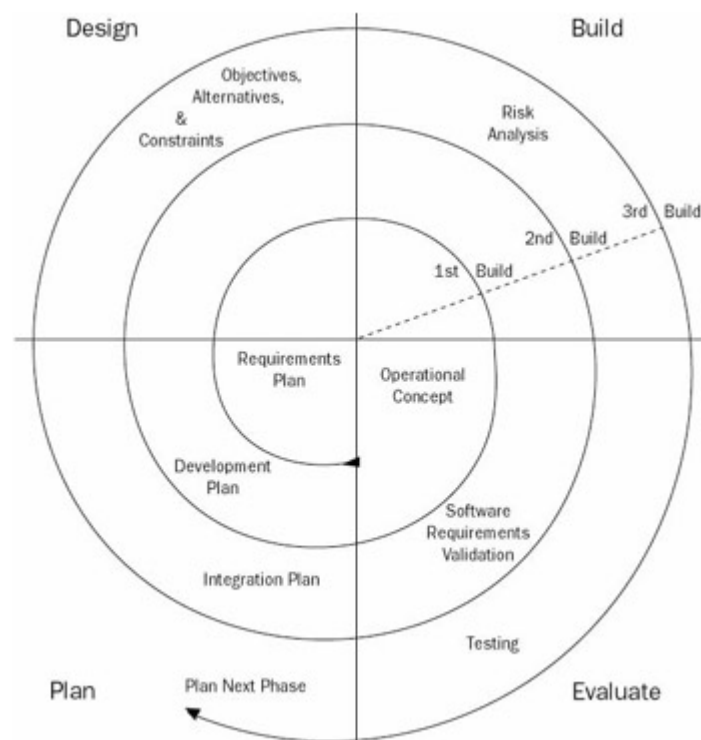 Design
Build
Objectives,
Alternatives,
&
Constraints
Risk
Analysis
3rd Build
2nd Build
1st Build
Requirements
Plan
Operational
Concept
Development
Plan
Software
Requirements
Validation
Integration Plan
Testing
Plan
Plan Next Phase
Evaluate